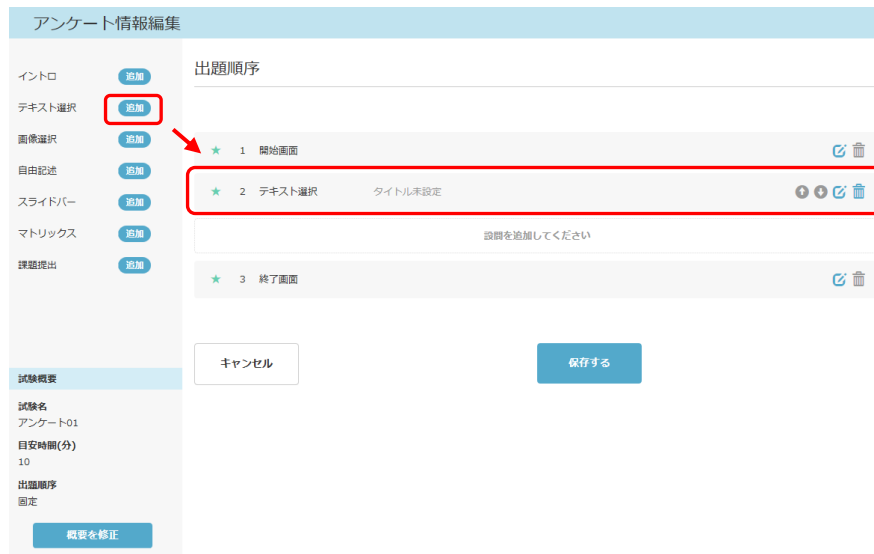 アンケート情報編集
イントロ 追加
テキスト選択 追加
画像選択 追加
自由記述 追加
スライドバー 追加
マトリックス 追加
課題提出 追加
試験概要
試験名
アンケート01
目安時間(分)
10
出題順序
固定
概要を修正
出題順序
★ 1 開始画面
★ 2 テキスト選択 タイトル未設定
設問を追加してください
★ 3 終了画面
キャンセル 保存する